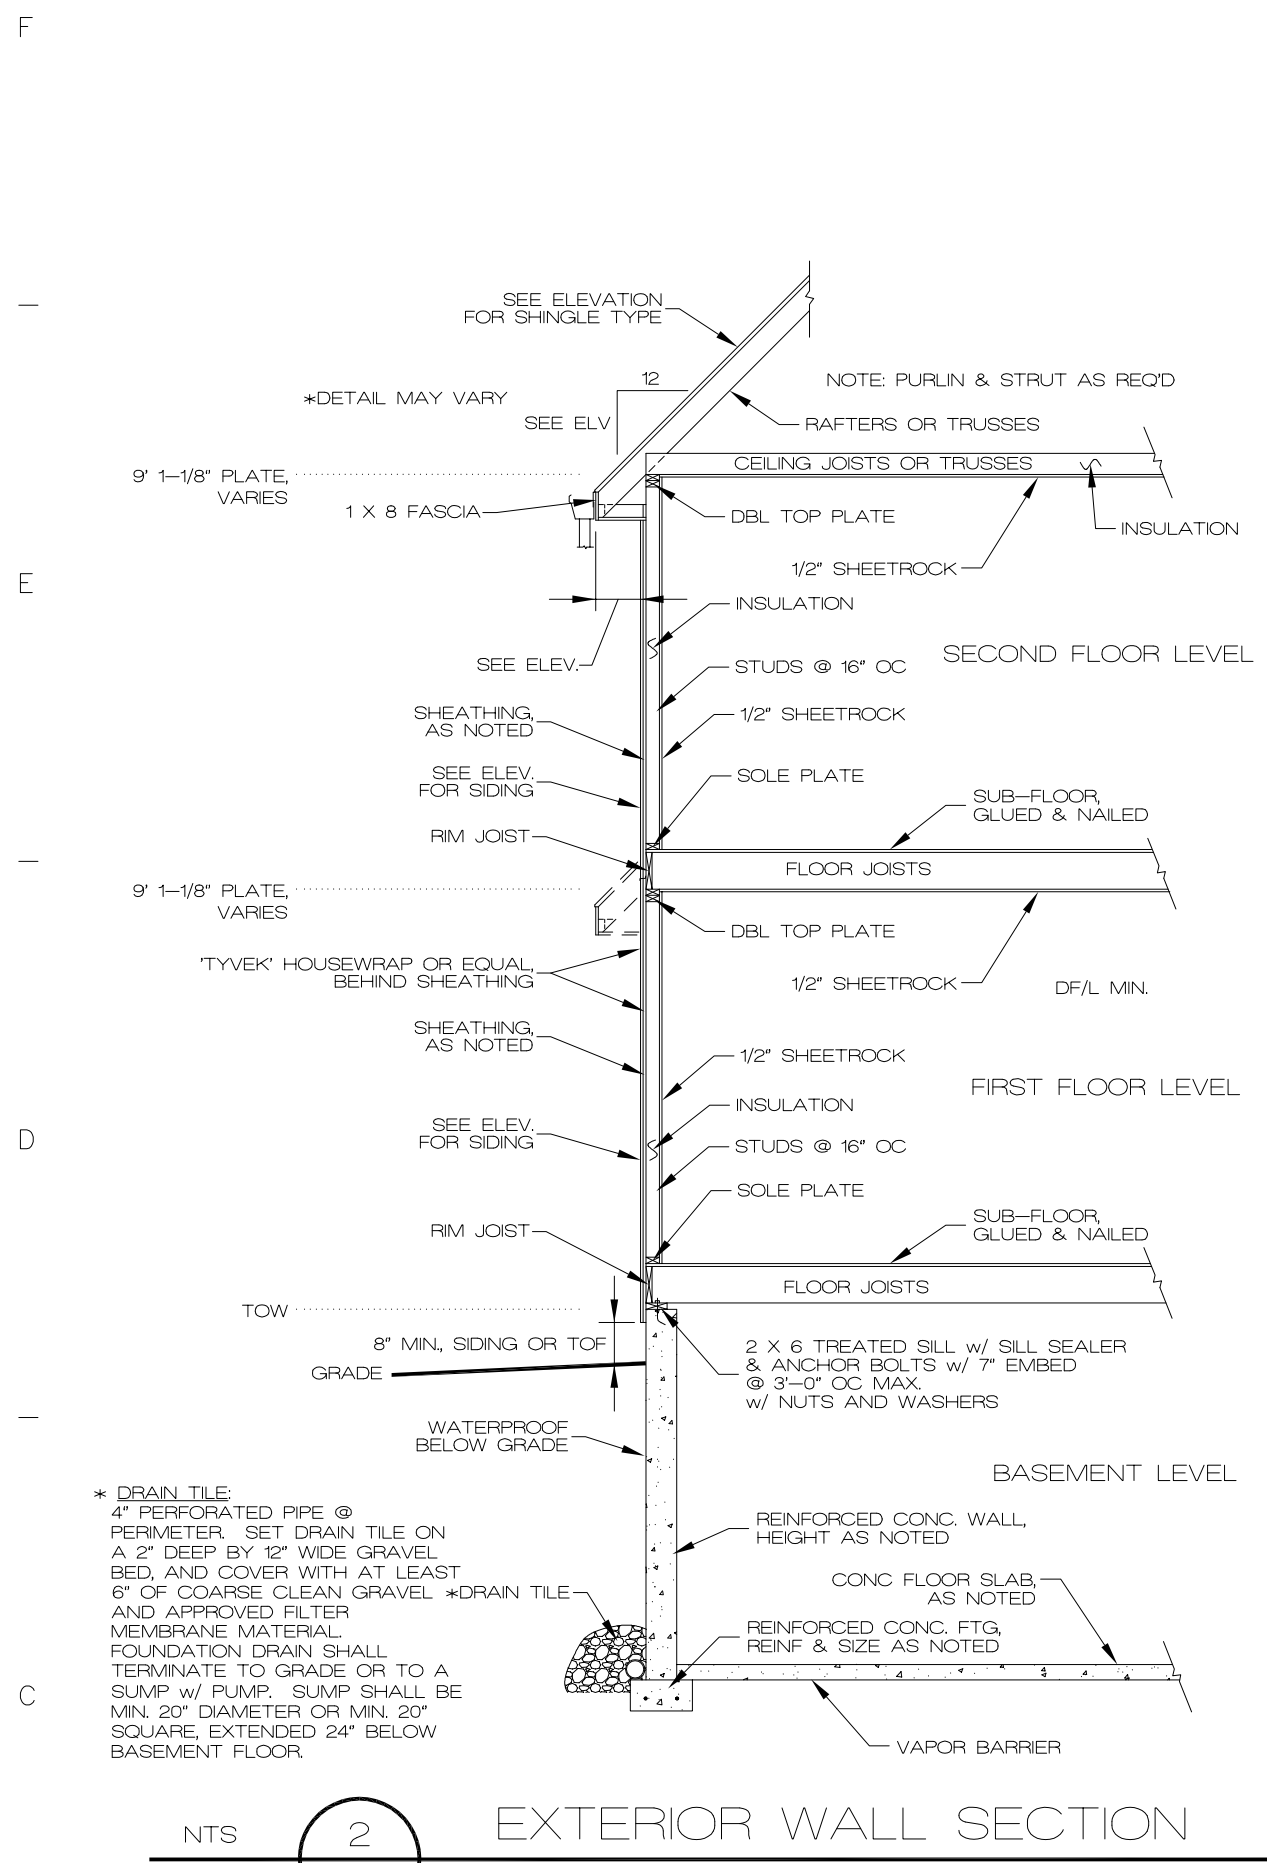 F
SEE ELEVATION
FOR SHINGLE TYPE
12
NOTE: PURLIN & STRUT AS REQ'D
*DETAIL MAY VARY
SEE ELV
RAFTERS OR TRUSSES
9' 1-1/8" PLATE,
VARIES
CEILING JOISTS OR TRUSSES
1 X 8 FASCIA
DBL TOP PLATE
INSULATION
1/2" SHEETROCK
E
INSULATION
SECOND FLOOR LEVEL
SEE ELEV.
STUDS @ 16" OC
SHEATHING,
AS NOTED
1/2" SHEETROCK
SEE ELEV.
FOR SIDING
SOLE PLATE
SUB-FLOOR,
GLUED & NAILED
RIM JOIST
FLOOR JOISTS
9' 1-1/8" PLATE,
VARIES
DBL TOP PLATE
'TYVEK' HOUSEWRAP OR EQUAL,
BEHIND SHEATHING
1/2" SHEETROCK
DF/L MIN.
SHEATHING,
AS NOTED
1/2" SHEETROCK
FIRST FLOOR LEVEL
INSULATION
SEE ELEV.
FOR SIDING
D
STUDS @ 16" OC
SOLE PLATE
SUB-FLOOR,
GLUED & NAILED
RIM JOIST
FLOOR JOISTS
TOW
8" MIN., SIDING OR TOF
GRADE
2 X 6 TREATED SILL w/ SILL SEALER
& ANCHOR BOLTS w/ 7" EMBED
@ 3'-0" OC MAX.
w/ NUTS AND WASHERS
WATERPROOF
BELOW GRADE
BASEMENT LEVEL
* DRAIN TILE:
4" PERFORATED PIPE @
PERIMETER. SET DRAIN TILE ON
A 2" DEEP BY 12" WIDE GRAVEL
BED, AND COVER WITH AT LEAST
6" OF COARSE CLEAN GRAVEL
AND APPROVED FILTER
MEMBRANE MATERIAL.
FOUNDATION DRAIN SHALL
TERMINATE TO GRADE OR TO A
SUMP w/ PUMP. SUMP SHALL BE
MIN. 20" DIAMETER OR MIN. 20"
SQUARE, EXTENDED 24" BELOW
BASEMENT FLOOR.
*DRAIN TILE
REINFORCED CONC. WALL,
HEIGHT AS NOTED
CONC FLOOR SLAB,
AS NOTED
REINFORCED CONC. FTG,
REINF & SIZE AS NOTED
C
VAPOR BARRIER
NTS
2
EXTERIOR WALL SECTION